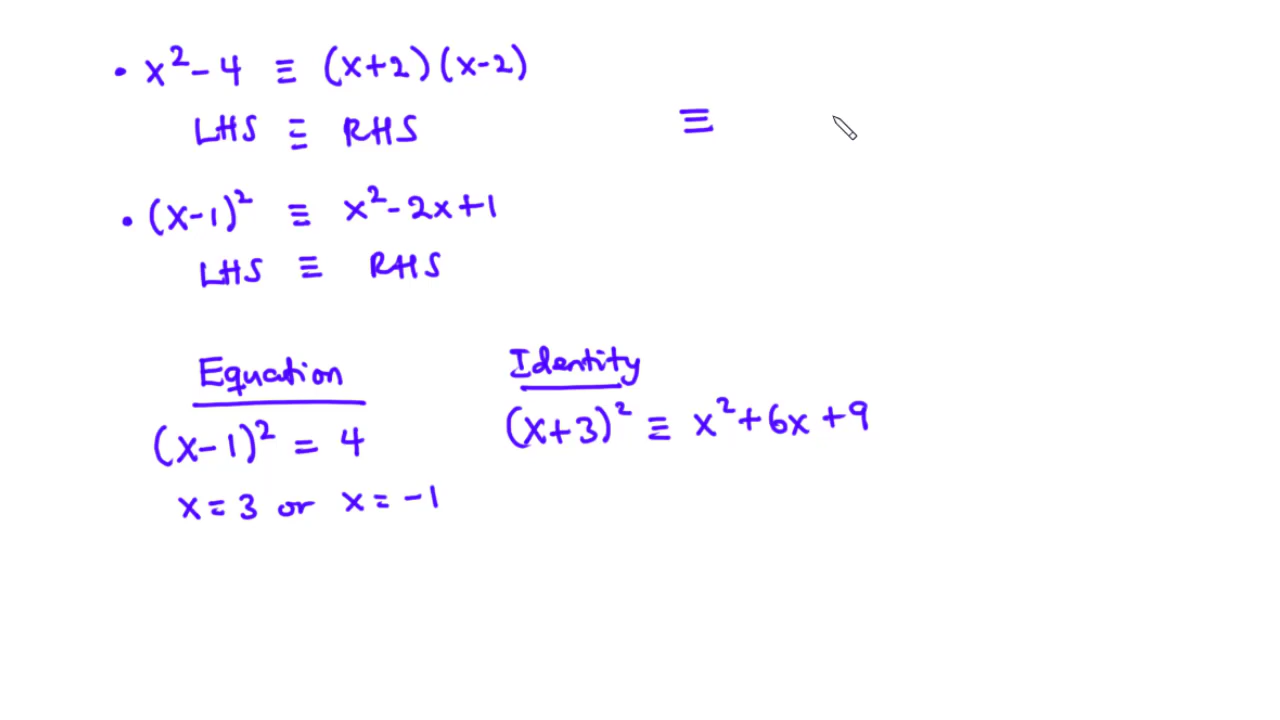 • x² - 4 ≡ (x+2)(x-2)
LHS ≡ RHS
≡
• (x-1)² ≡ x² - 2x + 1
LHS ≡ RHS
Equation
(x-1)² = 4
x = 3 or x = -1
Identity
(x+3)² ≡ x² + 6x + 9